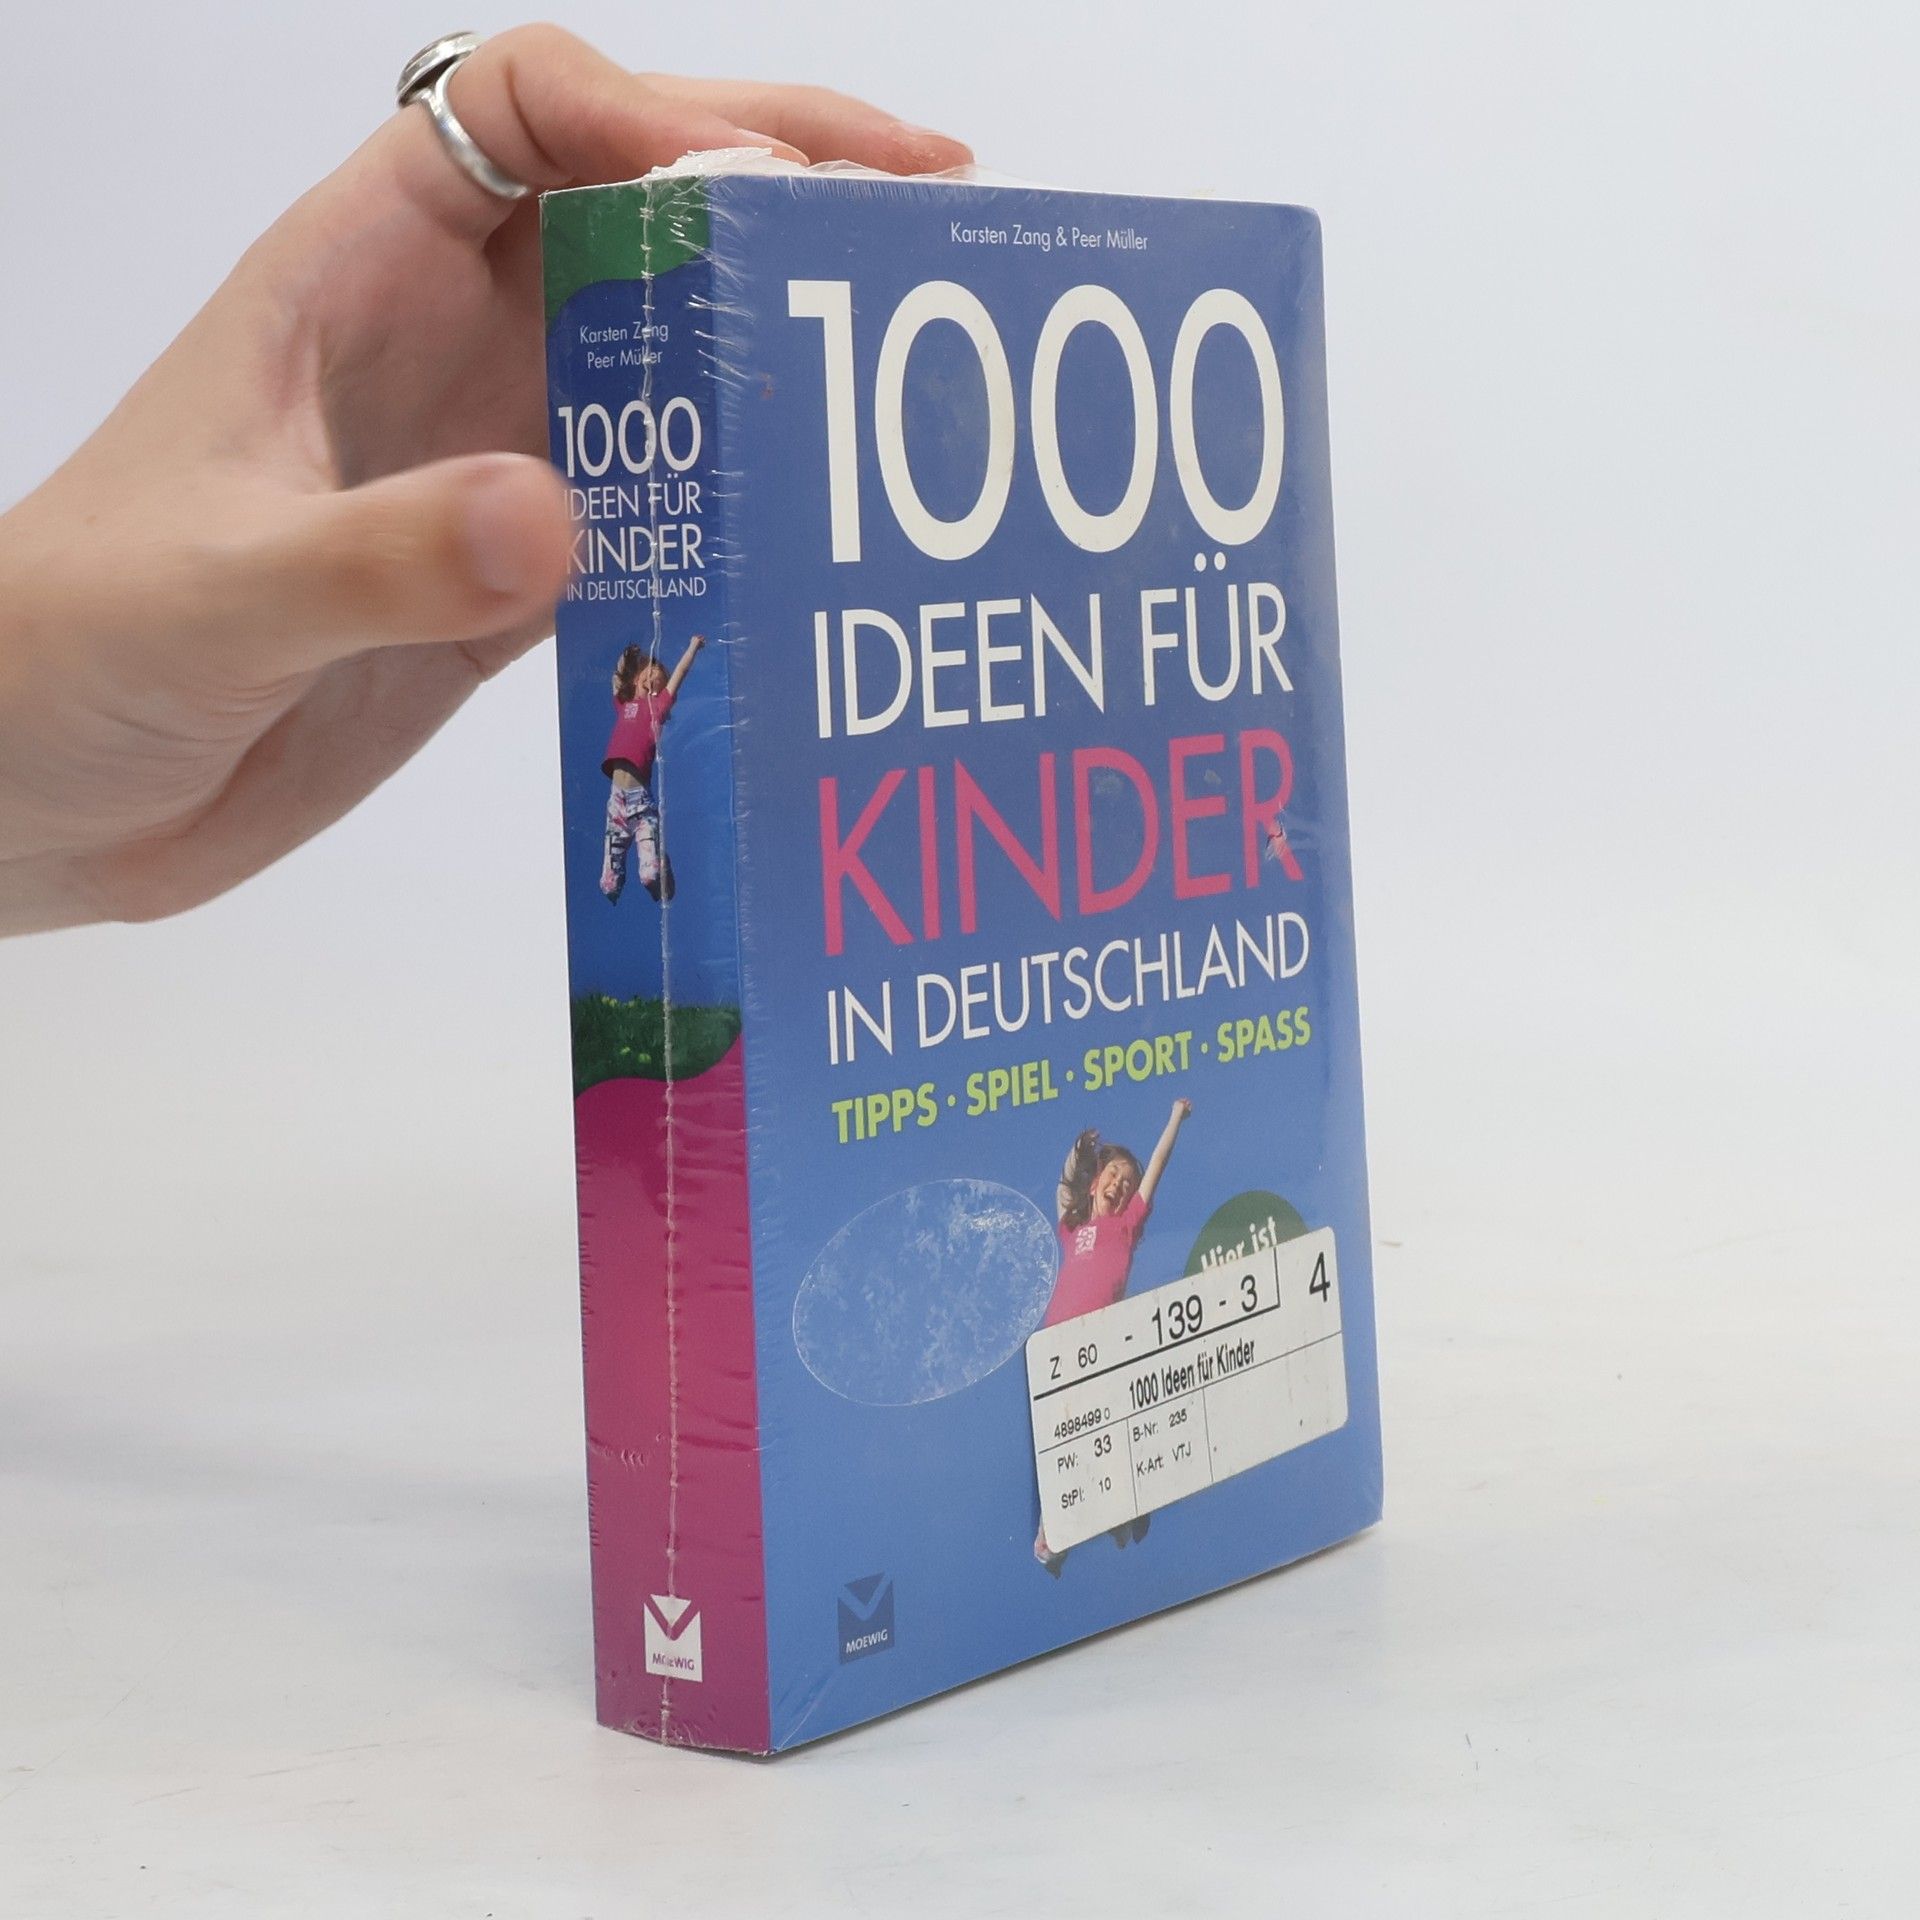 Karsten Zang
Peer Müller
1000
IDEEN FÜR
KINDER
IN DEUTSCHLAND
MOEWIG
Karsten Zang & Peer Müller
1000
IDEEN FÜR
KINDER
IN DEUTSCHLAND
TIPPS · SPIEL · SPORT · SPASS
Hier ist
Z 60 - 139 - 3 4
1000 Ideen für Kinder
4898499 0
PW: 33 B-Nr: 235
StPl: 10 K-Art: VTJ
MOEWIG